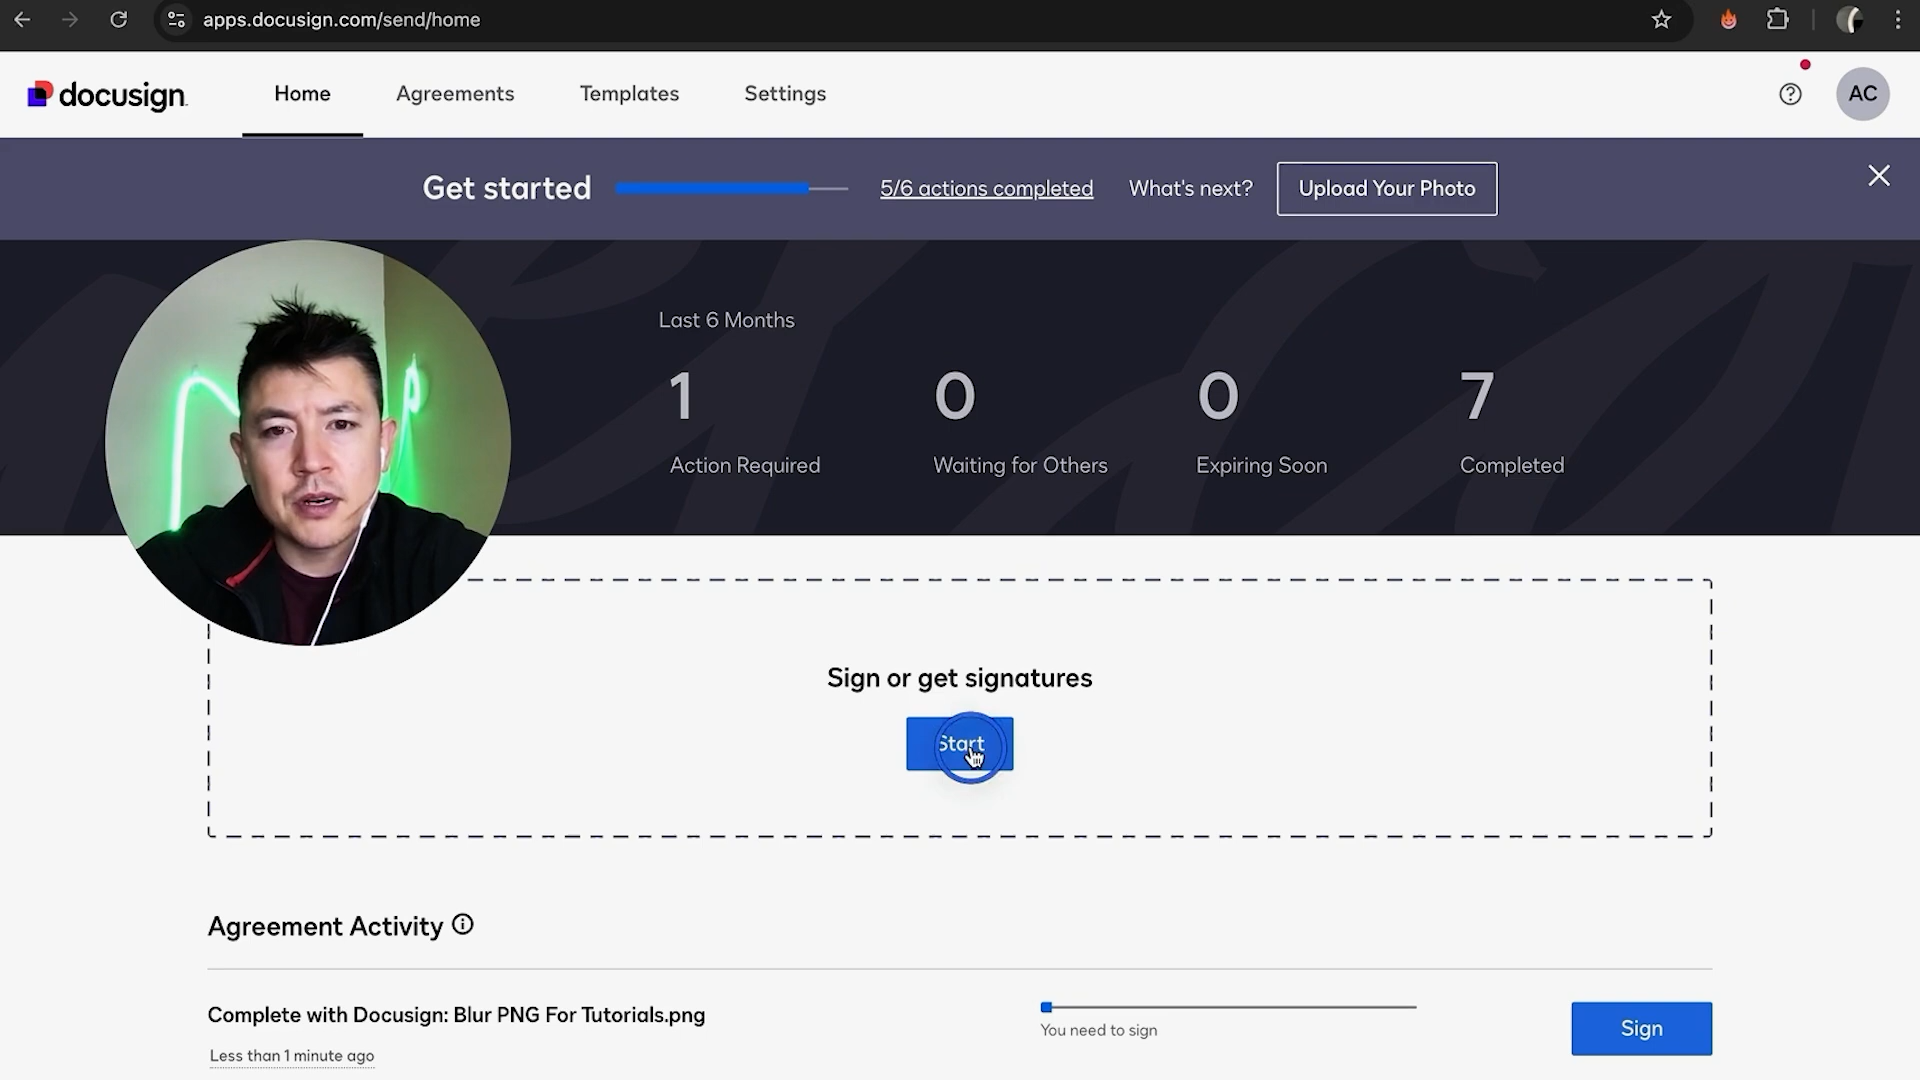 apps.docusign.com/send/home
docusign
Home
Agreements
Templates
Settings
AC
Get started
5/6 actions completed
What's next?
Upload Your Photo
Last 6 Months
1
0
0
7
Action Required
Waiting for Others
Expiring Soon
Completed
Sign or get signatures
Start
Agreement Activity
Complete with Docusign: Blur PNG For Tutorials.png
You need to sign
Sign
Less than 1 minute ago